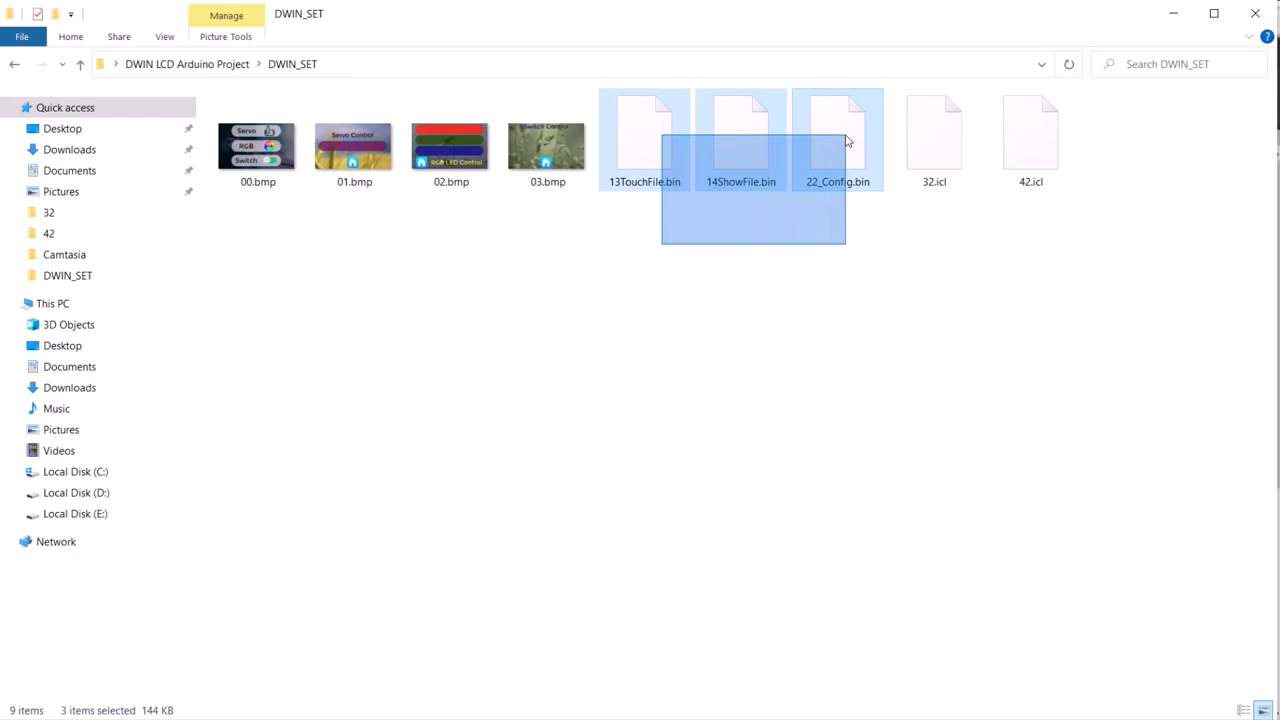 Manage
DWIN_SET
File
Home
Share
View
Picture Tools
DWIN LCD Arduino Project
DWIN_SET
Search DWIN_SET
Quick access
Desktop
Downloads
Documents
Pictures
32
42
Camtasia
DWIN_SET
This PC
3D Objects
Desktop
Documents
Downloads
Music
Pictures
Videos
Local Disk (C:)
Local Disk (D:)
Local Disk (E:)
Network
Servo
RGB
Switch
00.bmp
Servo Control
01.bmp
RGB LED Control
02.bmp
Switch Control
03.bmp
13TouchFile.bin
14ShowFile.bin
22_Config.bin
32.icl
42.icl
9 items
3 items selected
144 KB